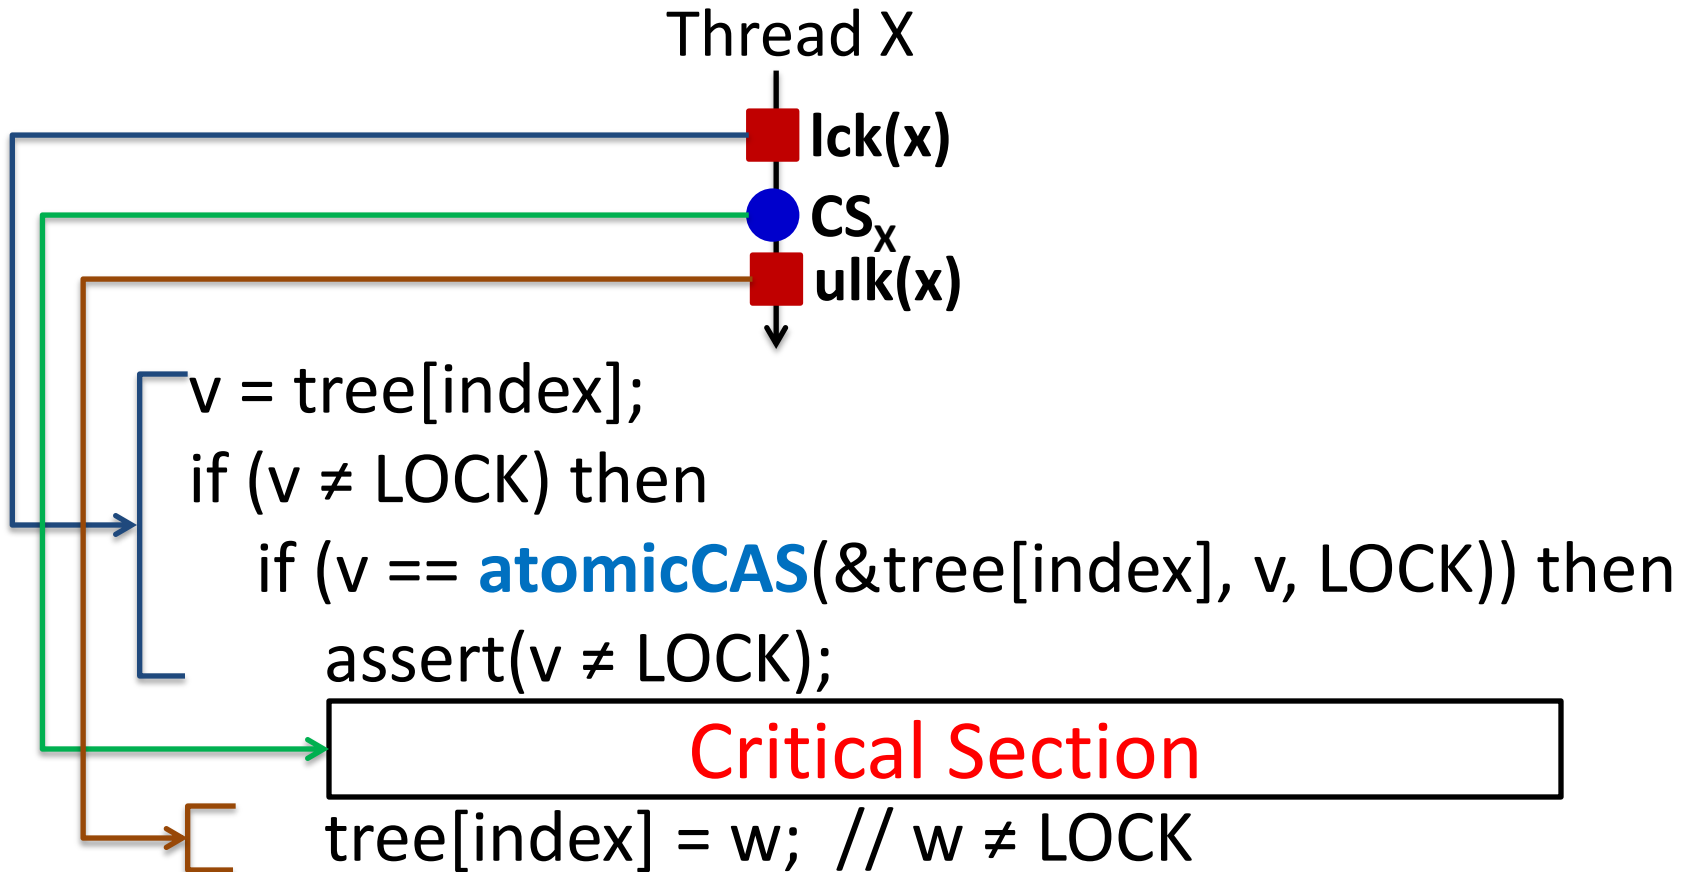 Thread X
lck(x)
CSX
ulk(x)
v = tree[index];
if (v ≠ LOCK) then
if (v == atomicCAS(&tree[index], v, LOCK)) then
assert(v ≠ LOCK);
Critical Section
tree[index] = w; // w ≠ LOCK